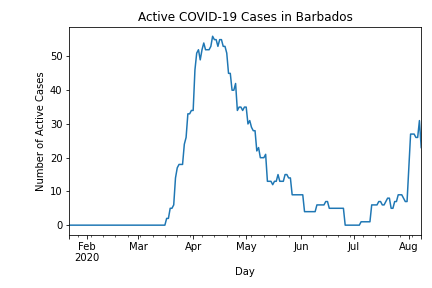 Active COVID-19 Cases in Barbados
Number of Active Cases
50
40
30
20
10
0
Feb Mar Apr May Jun Jul Aug
2020
Day